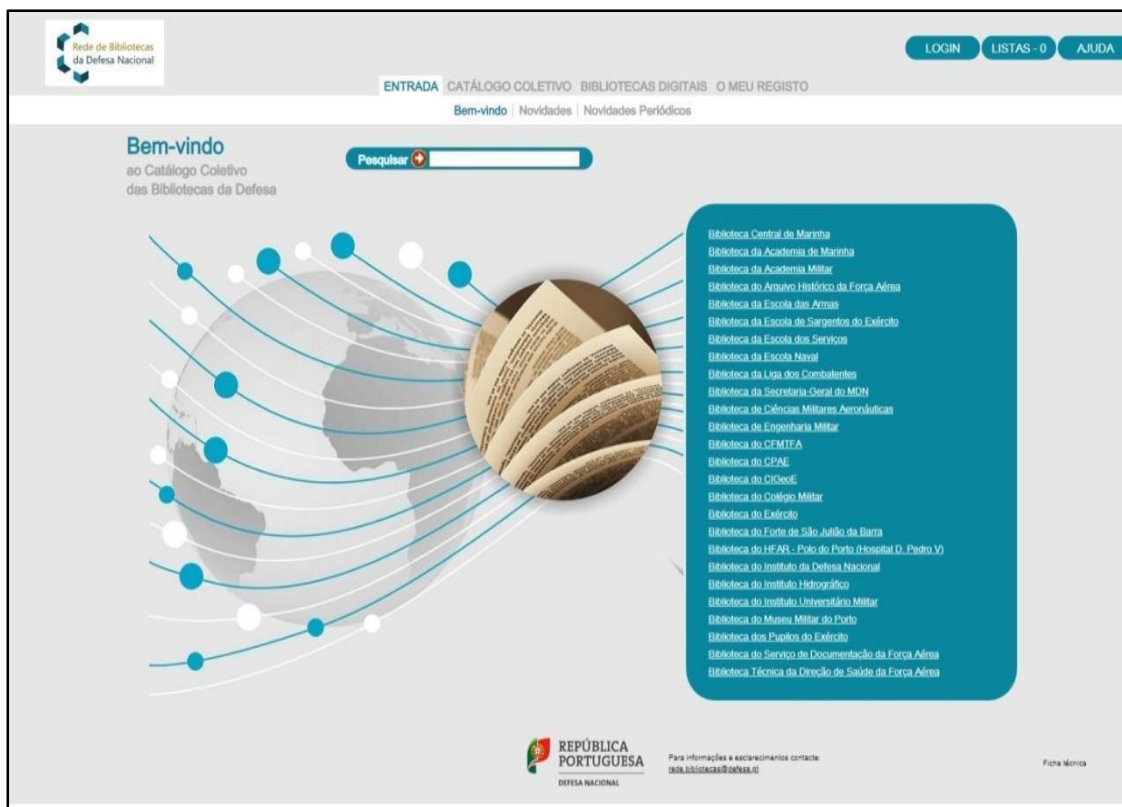 Rede de Bibliotecas
da Defesa Nacional
LOGIN
LISTAS - 0
AJUDA
ENTRADA CATÁLOGO COLETIVO BIBLIOTECAS DIGITAIS O MEU REGISTO
Bem-vindo | Novidades | Novidades Periódicos
Bem-vindo
ao Catálogo Coletivo
das Bibliotecas da Defesa
Pesquisar
Biblioteca Central de Marinha
Biblioteca da Academia de Marinha
Biblioteca da Academia Militar
Biblioteca do Arquivo Histórico da Força Aérea
Biblioteca da Escola das Armas
Biblioteca da Escola de Sargentos do Exército
Biblioteca da Escola dos Serviços
Biblioteca da Escola Naval
Biblioteca da Liga dos Combatentes
Biblioteca da Secretaria-Geral do MDN
Biblioteca de Ciências Militares Aeronáuticas
Biblioteca de Engenharia Militar
Biblioteca do CFMTFA
Biblioteca do CPAE
Biblioteca do CIGeoE
Biblioteca do Colégio Militar
Biblioteca do Exército
Biblioteca do Forte de São Julião da Barra
Biblioteca do HFAR - Polo do Porto (Hospital D. Pedro V)
Biblioteca do Instituto da Defesa Nacional
Biblioteca do Instituto Hidrográfico
Biblioteca do Instituto Universitário Militar
Biblioteca do Museu Militar do Porto
Biblioteca dos Pupilos do Exército
Biblioteca do Serviço de Documentação da Força Aérea
Biblioteca Técnica da Direção de Saúde da Força Aérea
REPÚBLICA
PORTUGUESA
DEFESA NACIONAL
Para informações e esclarecimentos contacte:
rede.bibliotecas@defesa.pt
Ficha técnica